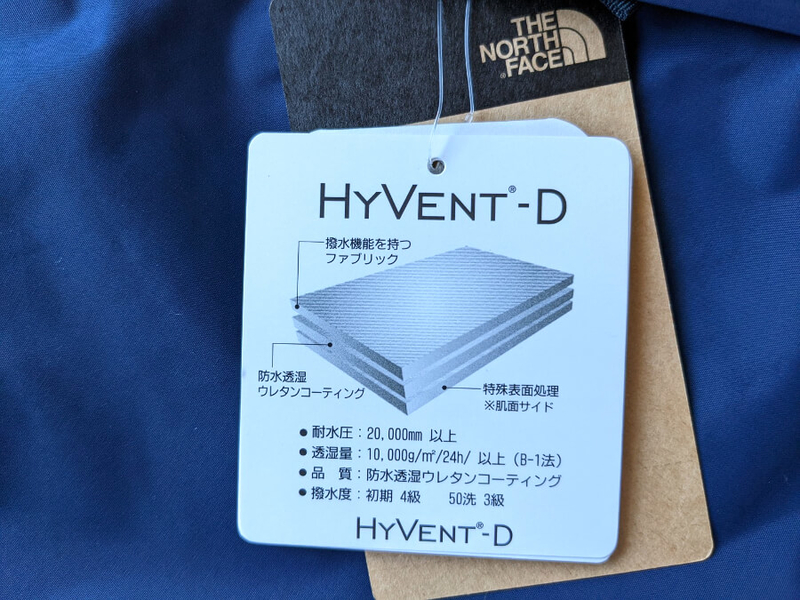 THE
NORTH
FACE
HYVENT®-D
撥水機能を持つ
ファブリック
防水透湿
ウレタンコーティング
特殊表面処理
※肌面サイド
●耐水圧：20,000mm 以上
●透湿量：10,000g/㎡/24h/ 以上（B-1法）
●品　質：防水透湿ウレタンコーティング
●撥水度：初期 4級　50洗 3級
HYVENT®-D